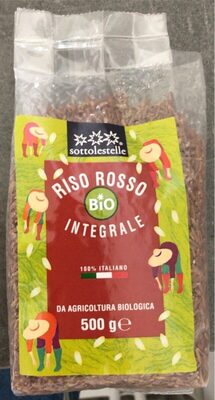 sottolestelle
RISO ROSSO
BiO
INTEGRALE
100% ITALIANO
DA AGRICOLTURA BIOLOGICA
500 g e